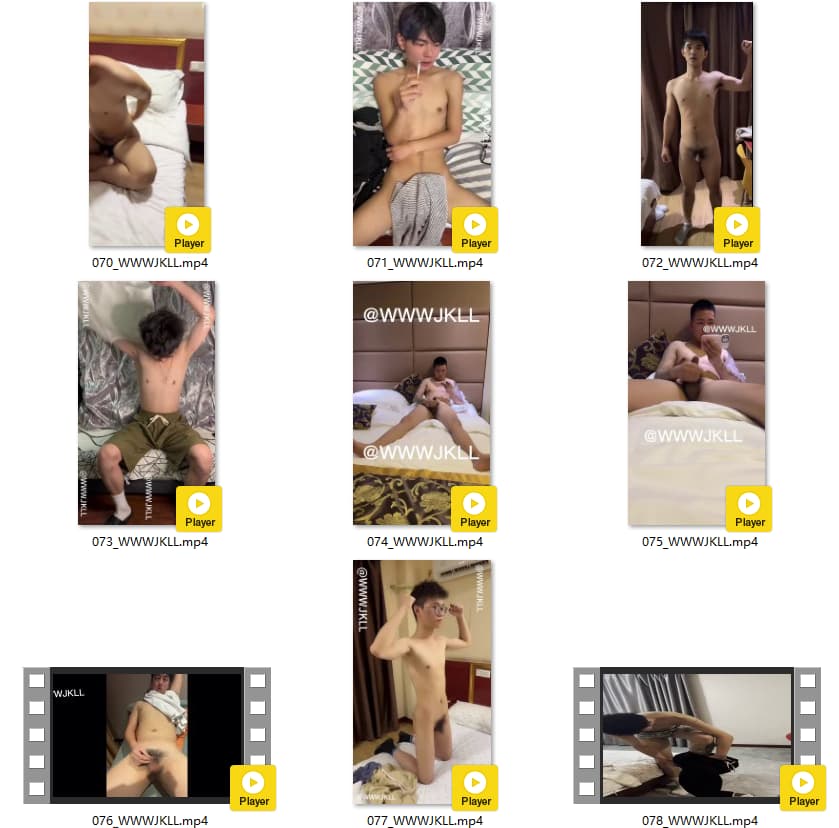 @WWWJKLL
@WWWJKLL
Player
Player
Player
070_WWWJKLL.mp4
071_WWWJKLL.mp4
072_WWWJKLL.mp4
@WWWJKLL
@WWWJKLL
@WWWJKLL
@WWWJKLL
@WWWJKLL
@WWWJKLL
Player
Player
Player
073_WWWJKLL.mp4
074_WWWJKLL.mp4
075_WWWJKLL.mp4
@WWWJKLL
WJKLL
Player
Player
Player
076_WWWJKLL.mp4
077_WWWJKLL.mp4
078_WWWJKLL.mp4